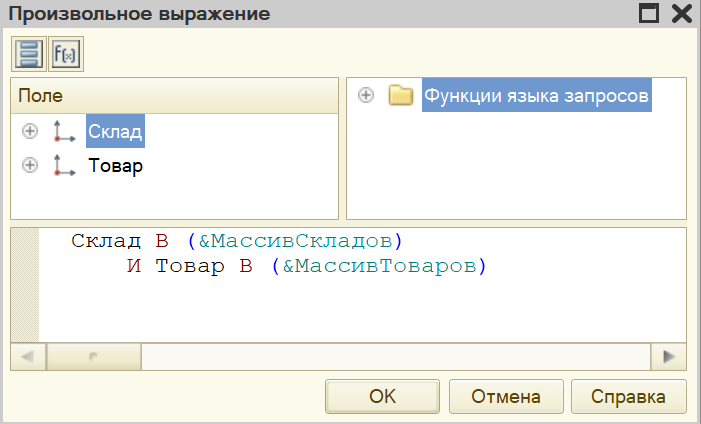 Произвольное выражение
F(x)
Поле
Склад
Товар
Функции языка запросов
Склад В (&МассивСкладов)
И Товар В (&МассивТоваров)
OK
Отмена
Справка